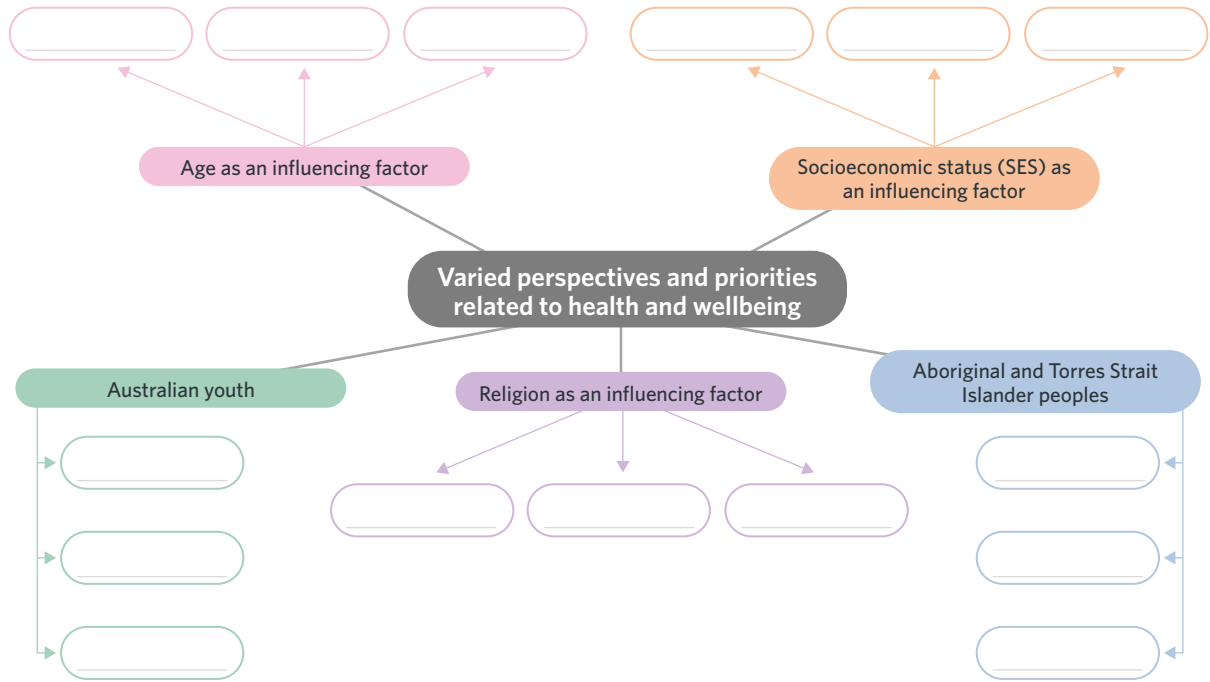 Age as an influencing factor
Socioeconomic status (SES) as
an influencing factor
Varied perspectives and priorities
related to health and wellbeing
Australian youth
Religion as an influencing factor
Aboriginal and Torres Strait
Islander peoples